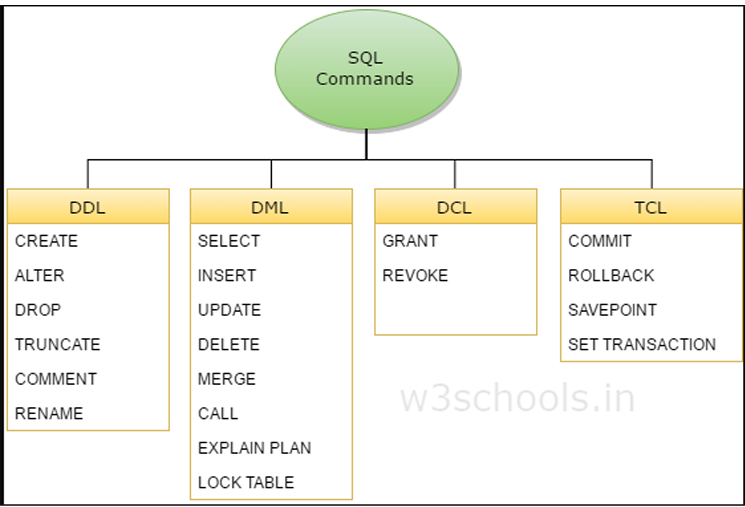 SQL
Commands
DDL
CREATE
ALTER
DROP
TRUNCATE
COMMENT
RENAME
DML
SELECT
INSERT
UPDATE
DELETE
MERGE
CALL
EXPLAIN PLAN
LOCK TABLE
DCL
GRANT
REVOKE
TCL
COMMIT
ROLLBACK
SAVEPOINT
SET TRANSACTION
w3schools.in